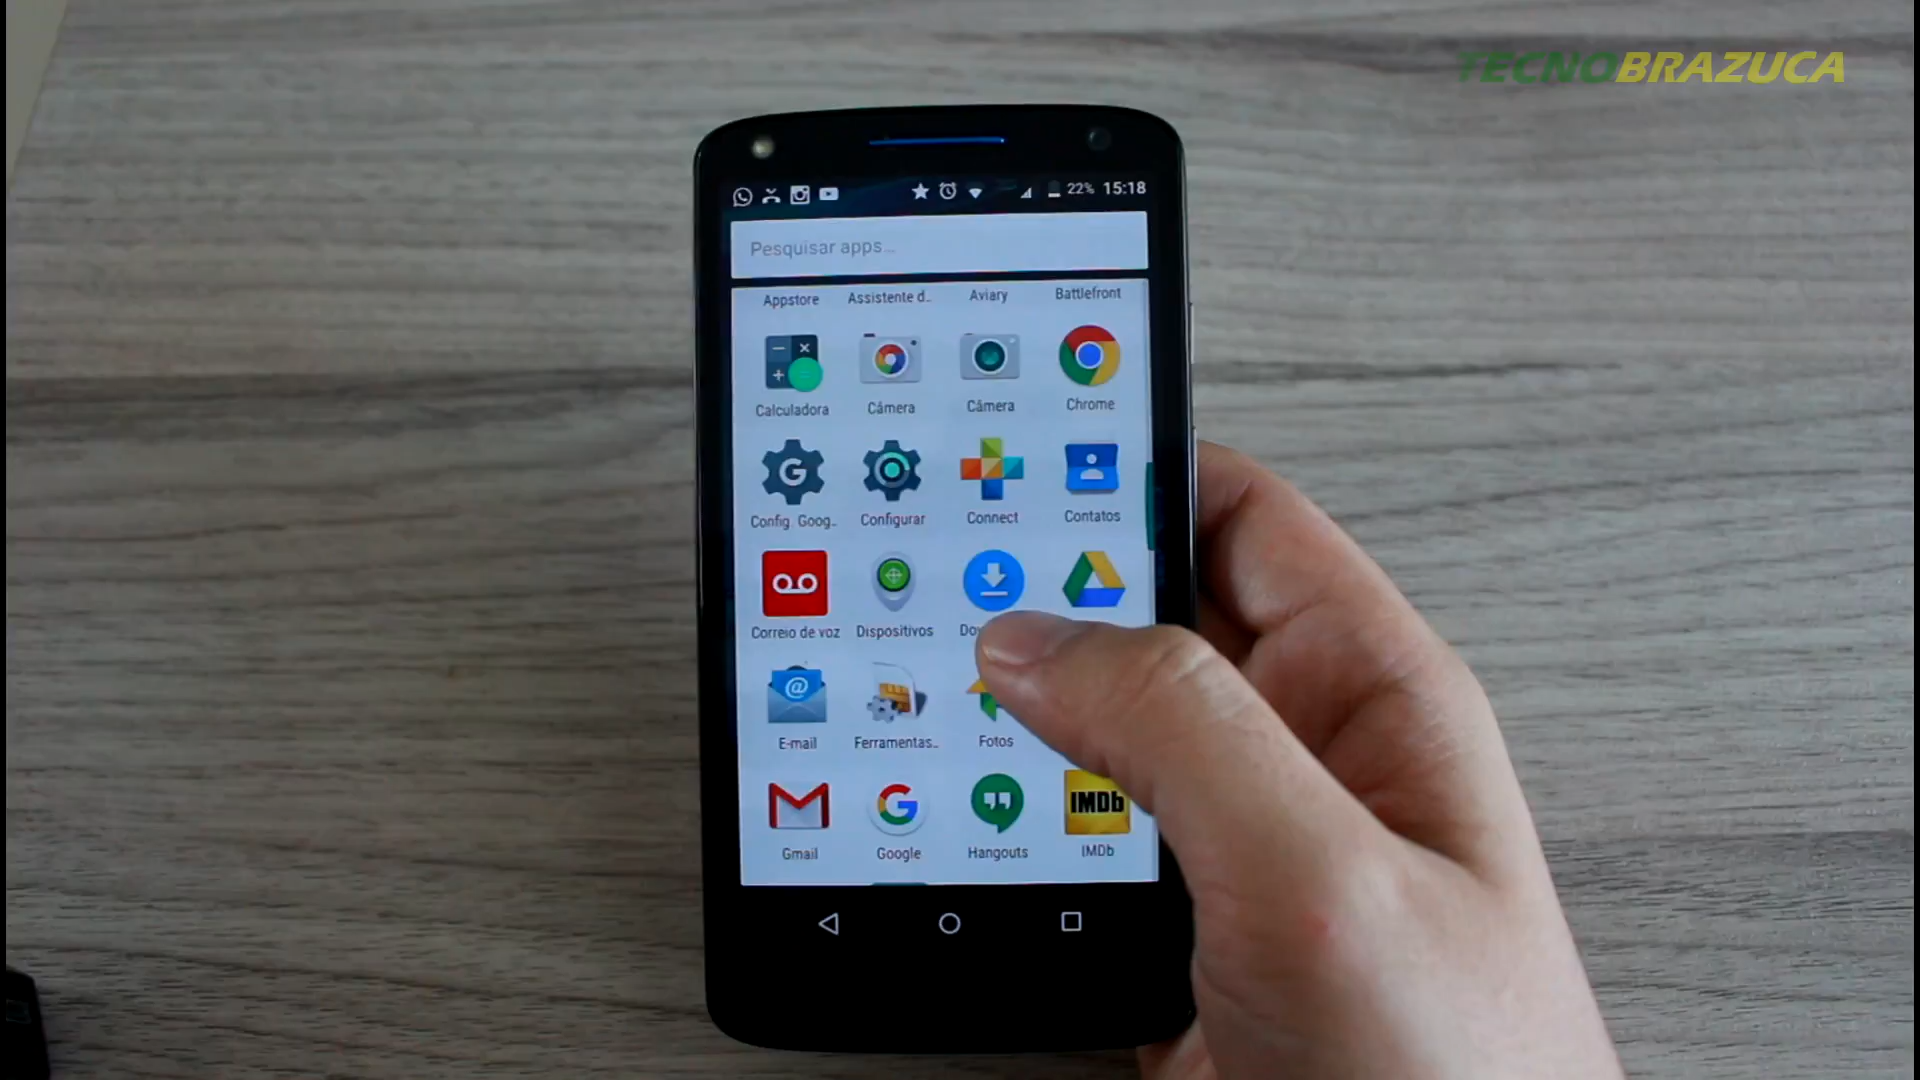 TECNOBRAZUCA
22% 15:18
Pesquisar apps...
Appstore Assistente d... Aviary Battlefront
Calculadora Câmera Câmera Chrome
Config. Goog... Configurar Connect Contatos
Correio de voz Dispositivos
@
E-mail Ferramentas... Fotos
IMDb
Gmail Google Hangouts IMDb